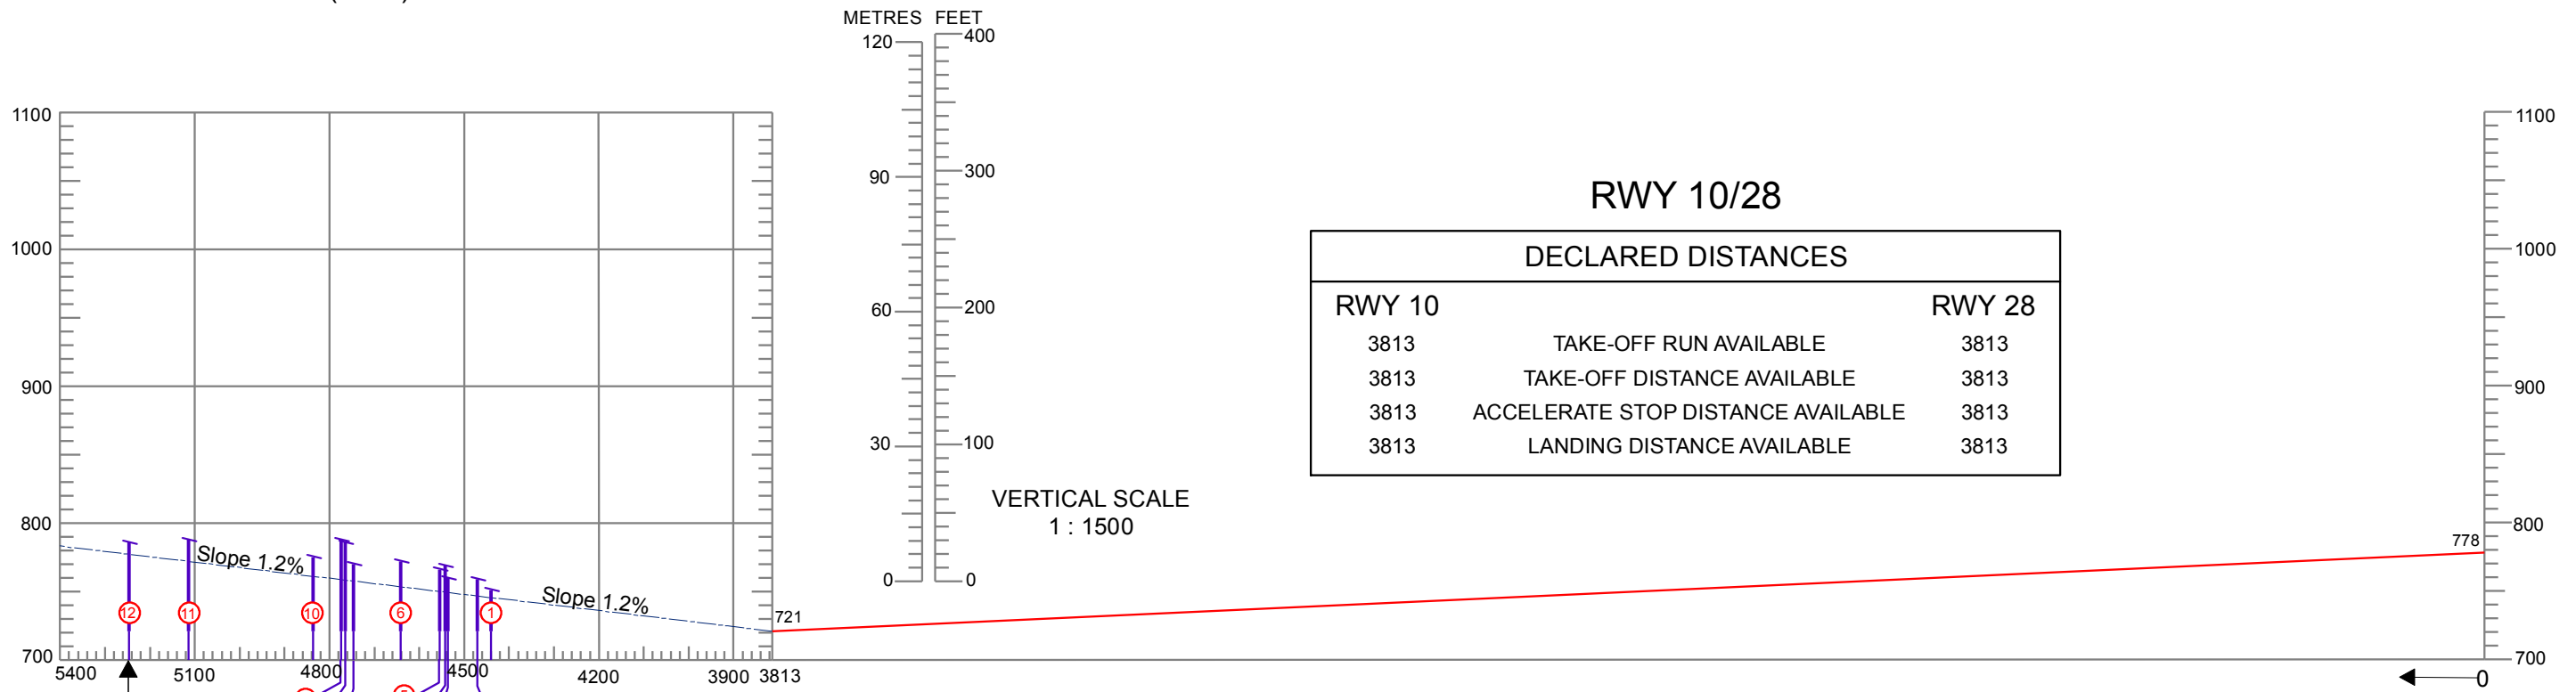 METRES FEET
120
400
90
300
60
200
30
100
0
0
VERTICAL SCALE
1 : 1500
1100
1000
900
800
700
Slope 1.2%
Slope 1.2%
12
11
10
6
1
721
5400
5100
4800
4500
4200
3900
3813
RWY 10/28
DECLARED DISTANCES
RWY 10 RWY 28
3813 TAKE-OFF RUN AVAILABLE 3813
3813 TAKE-OFF DISTANCE AVAILABLE 3813
3813 ACCELERATE STOP DISTANCE AVAILABLE 3813
3813 LANDING DISTANCE AVAILABLE 3813
1100
1000
900
800
778
700
0